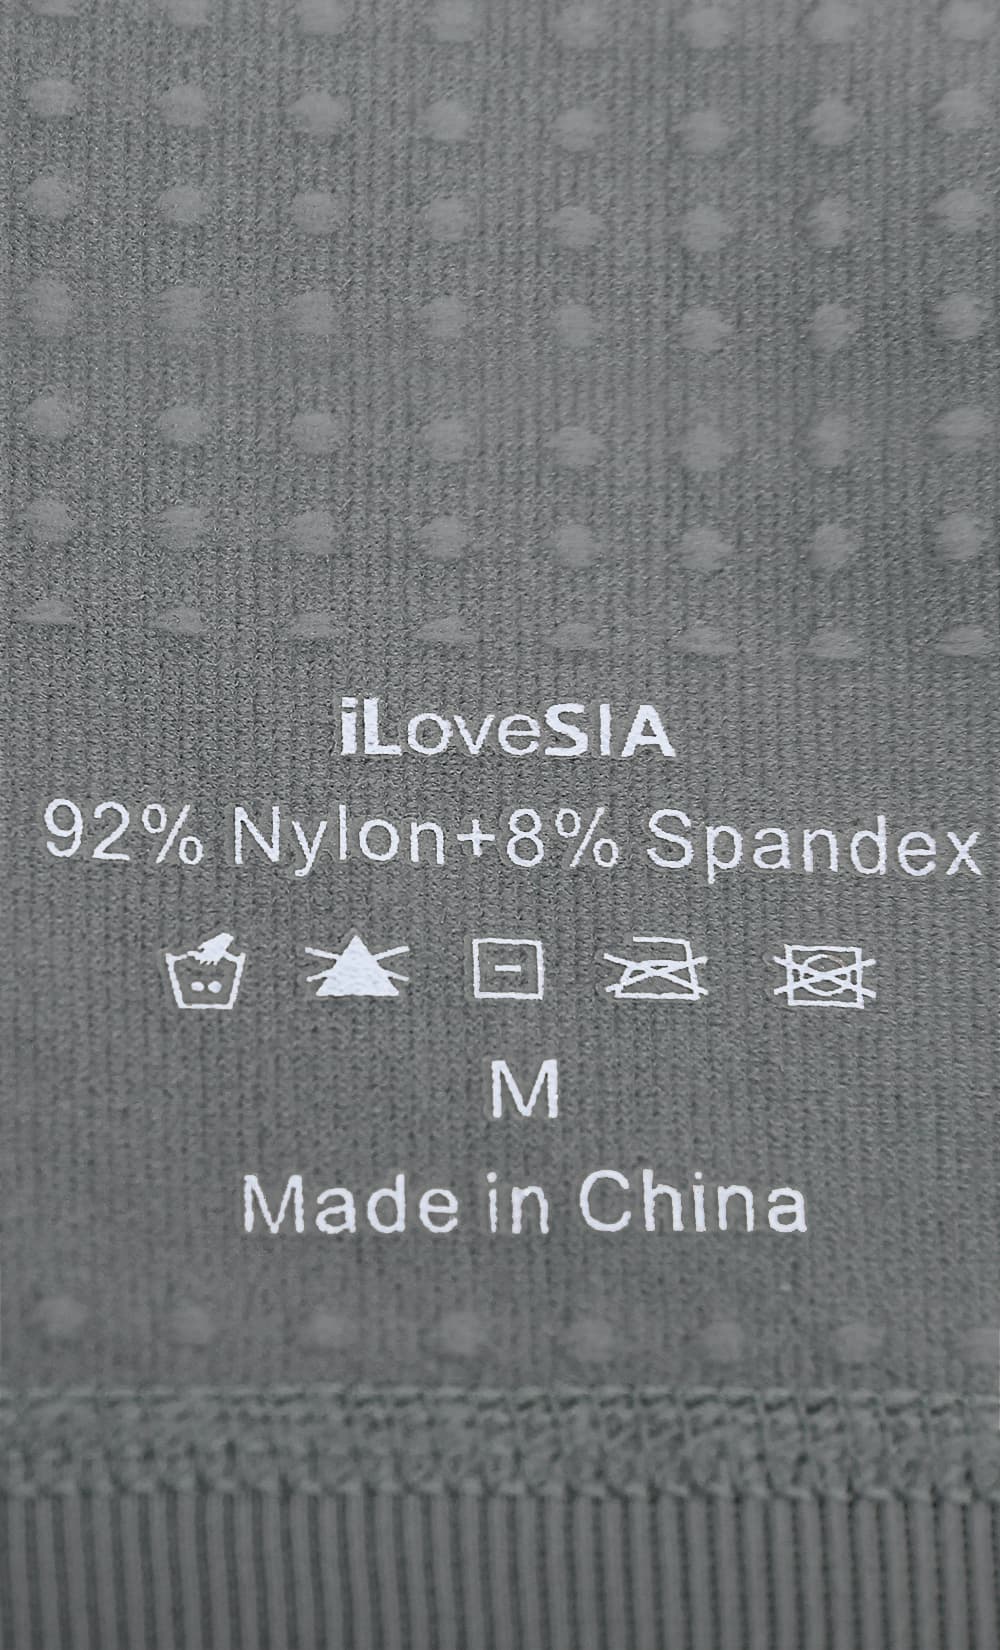 iLoveSIA
92% Nylon+8% Spandex
M
Made in China